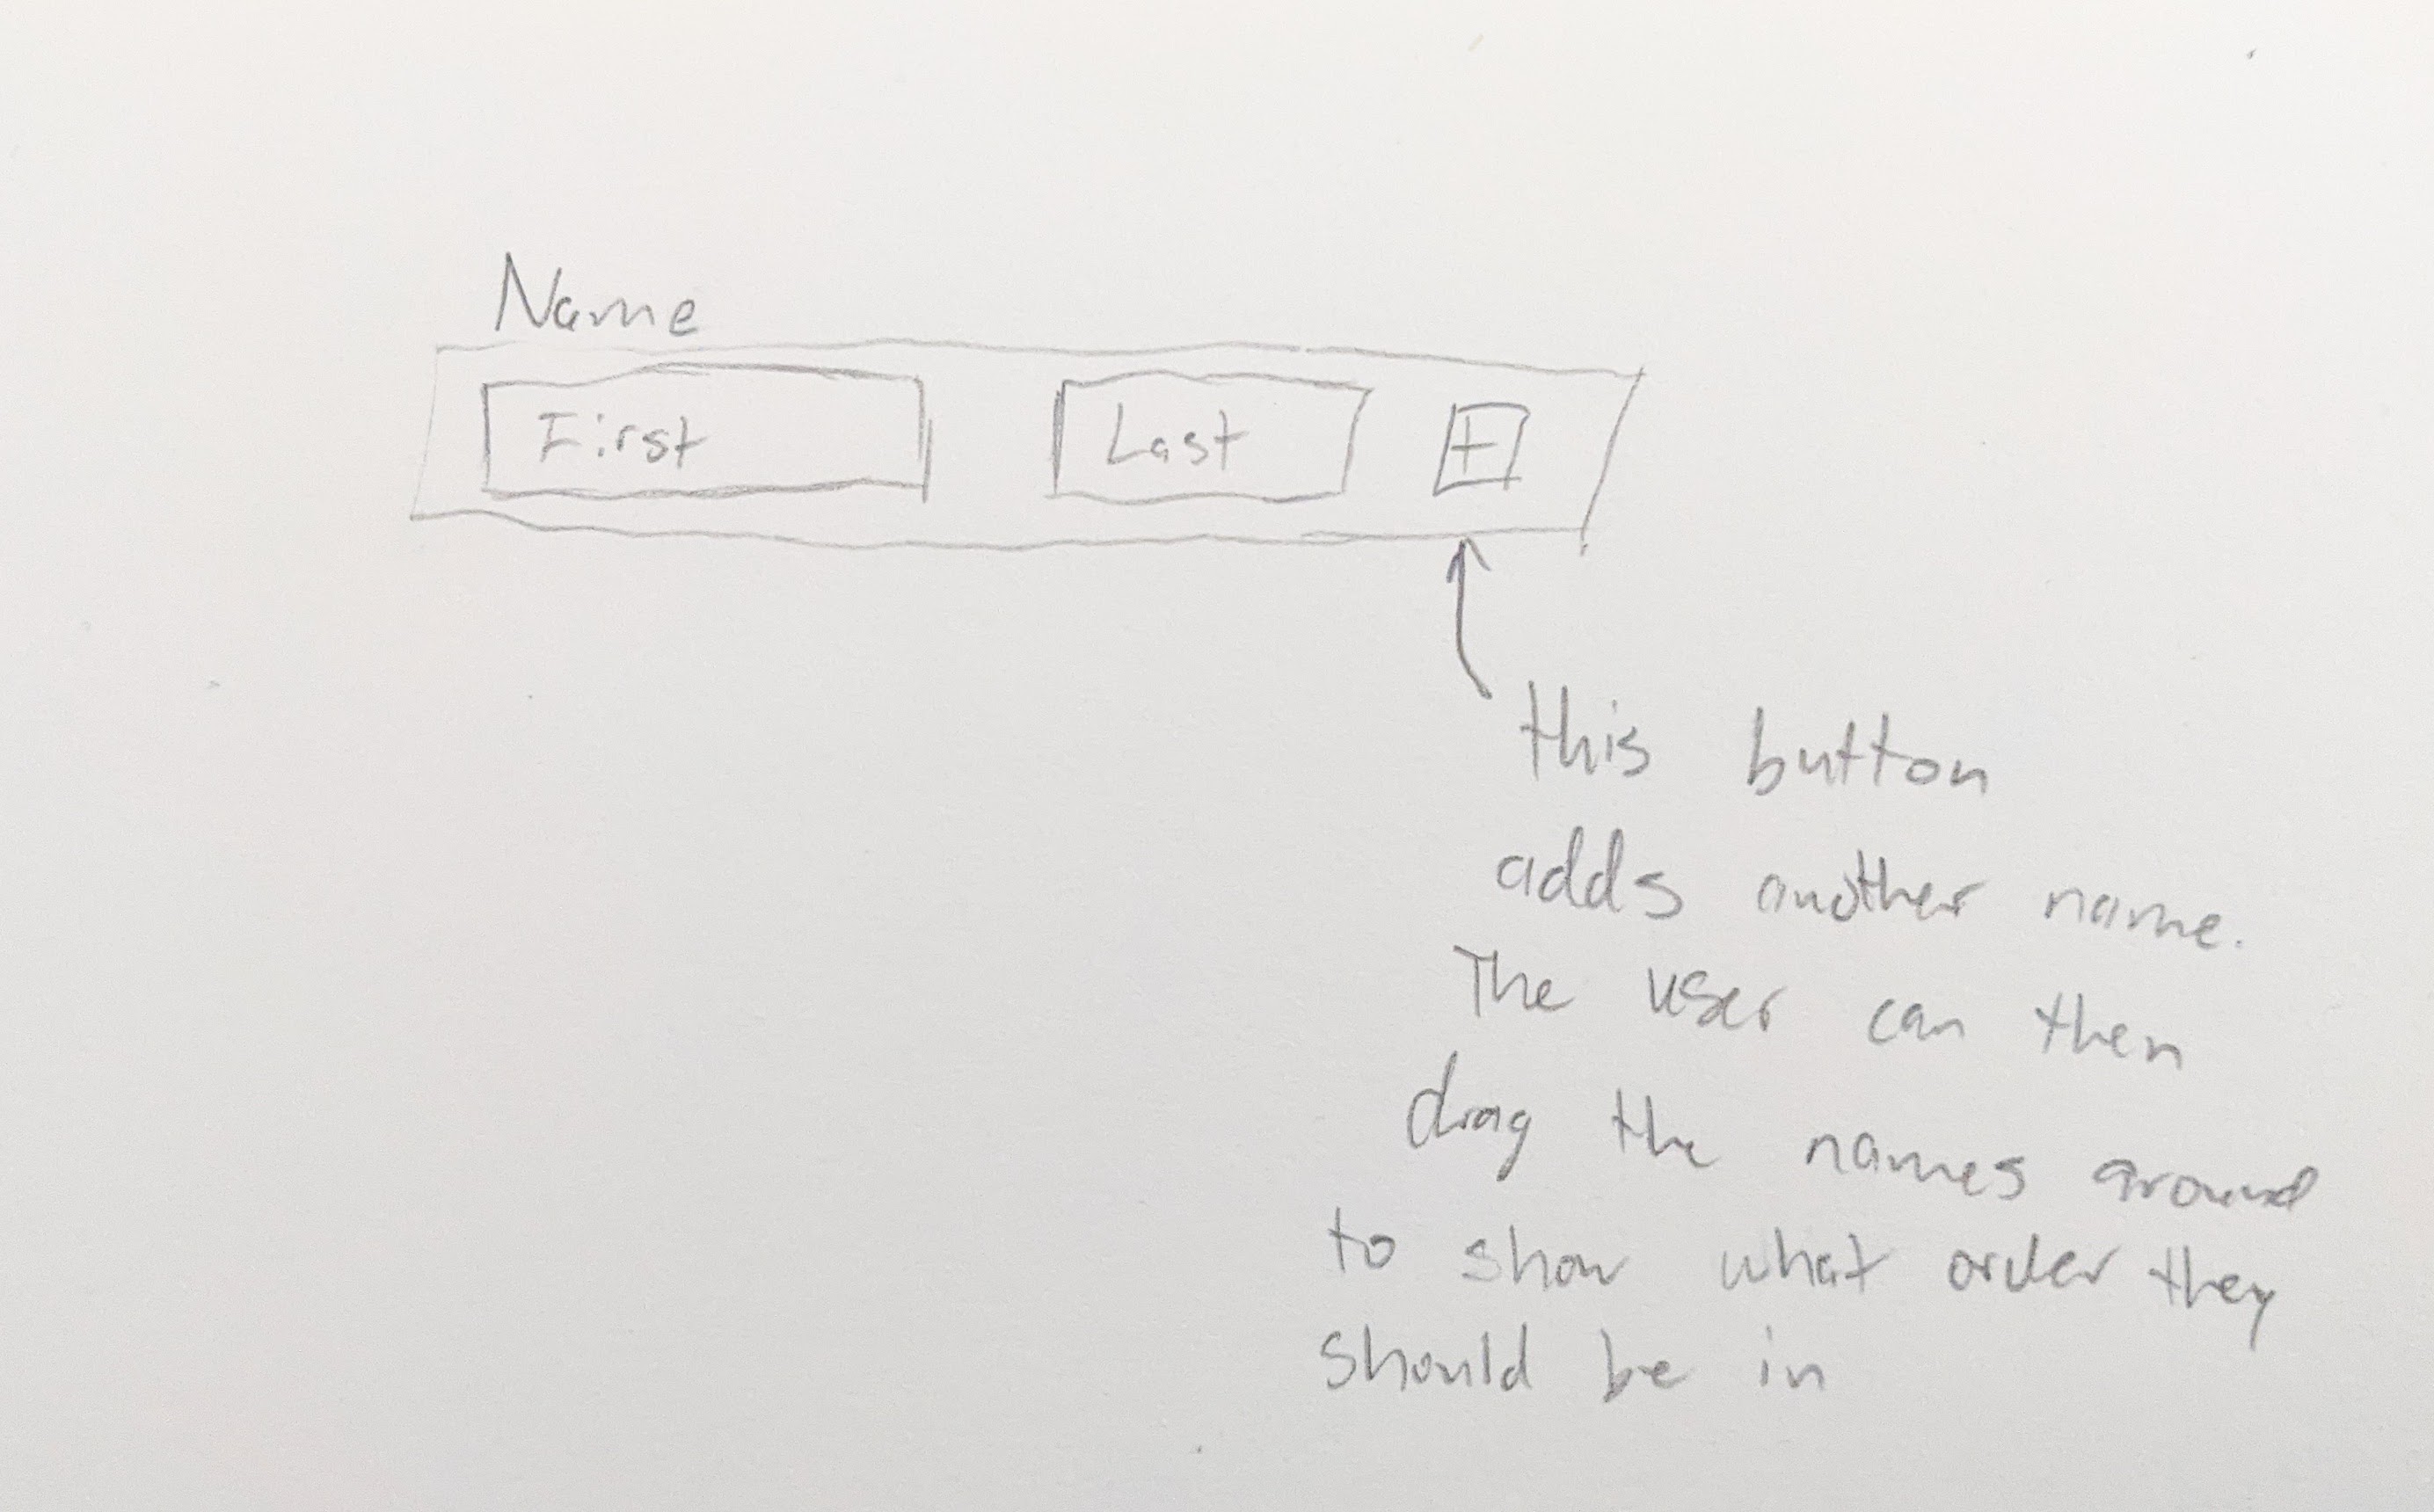 Name
First Last +
this button
adds another name.
The user can then
drag the names around
to show what order they
should be in